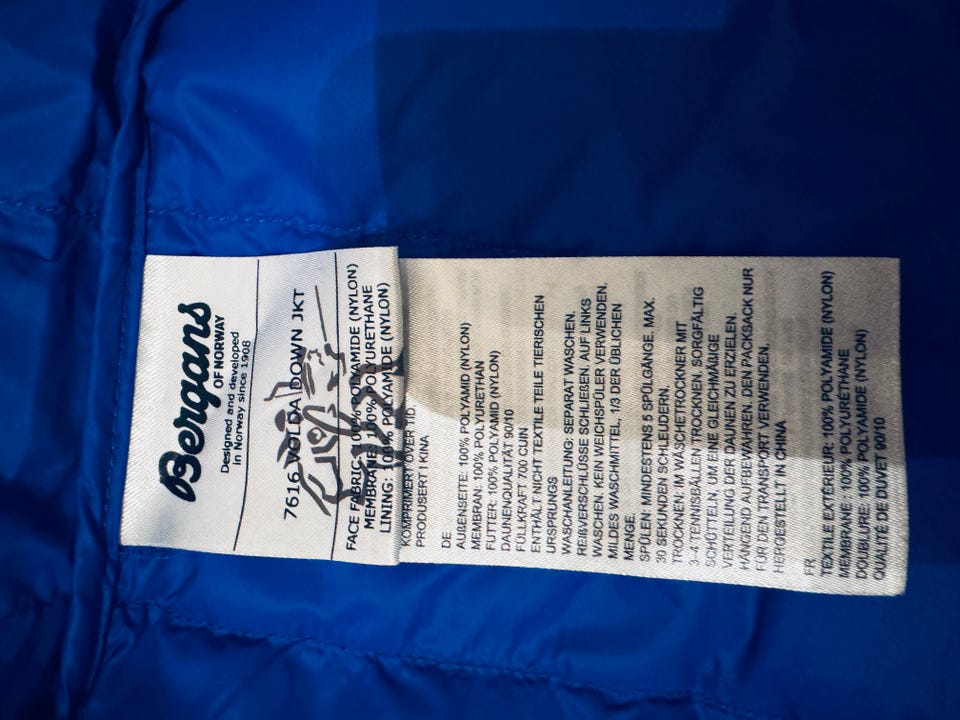 Bergans
OF NORWAY
Designed and developed
in Norway since 1908
7616 VOLDA DOWN JKT
FACE FABRIC: 100% POLYAMIDE (NYLON)
MEMBRANE 100% POLYURETHANE
LINING: 100% POLYAMIDE (NYLON)
KOMPRIMERT OVER TID.
PRODUSERT I KINA
DE
AUGENSEITE: 100% POLYAMID (NYLON)
MEMBRAN: 100% POLYURETHAN
FUTTER: 100% POLYAMID (NYLON)
DAUNENQUALITÄT 90/10
FÜLKRAFT 700 CUIN
ENTHÄLT NICHT TEXTILE TEILE TIERISCHEN
URSPRUNGS
WASCHANLEITUNG: SEPARAT WASCHEN.
REIßVERSCHLÜSSE SCHLIEßEN. AUF LINKS
WASCHEN. KEIN WEICHSPÜLER VERWENDEN.
MILDES WASCHMITTEL, 1/3 DER ÜBLICHEN
MENGE.
SPÜLEN: MINDESTENS 5 SPÜLGÄNGE, MAX.
30 SEKUNDEN SCHLEUDERN.
TROCKNEN: IM WÄSCHETROCKNER MIT
3-4 TENNISBÄLLEN TROCKNEN, SORGFÄLTIG
SCHÜTTELN, UM EINE GLEICHMÄßIGE
VERTEILUNG DER DAUNEN ZU ERZIELEN.
HÄNGEND AUFBEWAHREN. DEN PACKSACK NUR
FÜR DEN TRANSPORT VERWENDEN.
HERGESTELLT IN CHINA
FR
TEXTILE EXTÉRIEUR: 100% POLYAMIDE (NYLON)
MEMBRANE: 100% POLYURÉTHANE
DOUBLURE: 100% POLYAMIDE (NYLON)
QUALITÉ DE DUVET 90/10